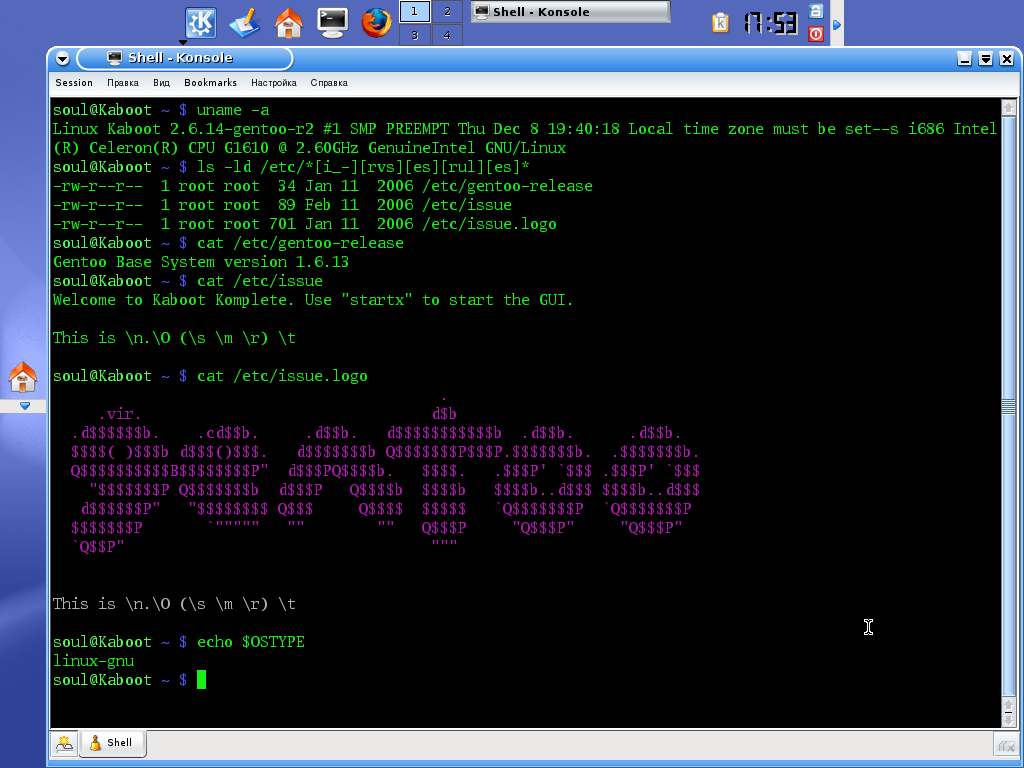 1 2
3 4
Shell - Konsole
17:53
Shell - Konsole
Session Правка Вид Bookmarks Настройка Справка
soul@Kaboot ~ $ uname -a
Linux Kaboot 2.6.14-gentoo-r2 #1 SMP PREEMPT Thu Dec 8 19:40:18 Local time zone must be set--s i686 Intel
(R) Celeron(R) CPU G1610 @ 2.60GHz GenuineIntel GNU/Linux
soul@Kaboot ~ $ ls -ld /etc/*[i_-][rvs][es][rul][es]*
-rw-r--r--  1 root root  34 Jan 11  2006 /etc/gentoo-release
-rw-r--r--  1 root root  89 Feb 11  2006 /etc/issue
-rw-r--r--  1 root root 701 Jan 11  2006 /etc/issue.logo
soul@Kaboot ~ $ cat /etc/gentoo-release
Gentoo Base System version 1.6.13
soul@Kaboot ~ $ cat /etc/issue
Welcome to Kaboot Komplete. Use "startx" to start the GUI.
This is \n.\O (\s \m \r) \t
soul@Kaboot ~ $ cat /etc/issue.logo
                                           .
     .vir.                                d$b
  .d$$$$$$b.    .cd$$b.     .d$$b.   d$$$$$$$$$$$b  .d$$b.      .d$$b.
  $$$$( )$$$b d$$$()$$$.   d$$$$$$$b Q$$$$$$$P$$$P.$$$$$$$b.  .$$$$$$$b.
  Q$$$$$$$$$$B$$$$$$$$P"  d$$$PQ$$$$b.   $$$$.   .$$$P' `$$$ .$$$P' `$$$
    "$$$$$$$P Q$$$$$$$b  d$$$P   Q$$$$b  $$$$b   $$$$b..d$$$ $$$$b..d$$$
   d$$$$$$P"   "$$$$$$$$ Q$$$     Q$$$$  $$$$$   `Q$$$$$$$P  `Q$$$$$$$P
  $$$$$$$P       `"""""   ""        ""   Q$$$P     "Q$$$P"     "Q$$$P"
  `Q$$P"                                  """
This is \n.\O (\s \m \r) \t
soul@Kaboot ~ $ echo $OSTYPE
linux-gnu
soul@Kaboot ~ $
Shell